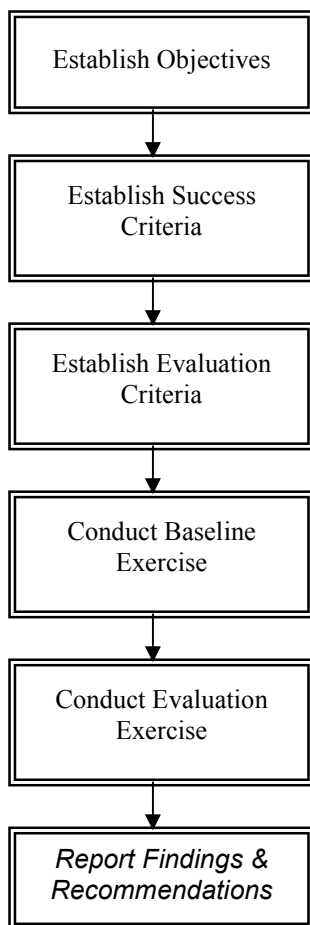 Establish Objectives
Establish Success
Criteria
Establish Evaluation
Criteria
Conduct Baseline
Exercise
Conduct Evaluation
Exercise
Report Findings &
Recommendations